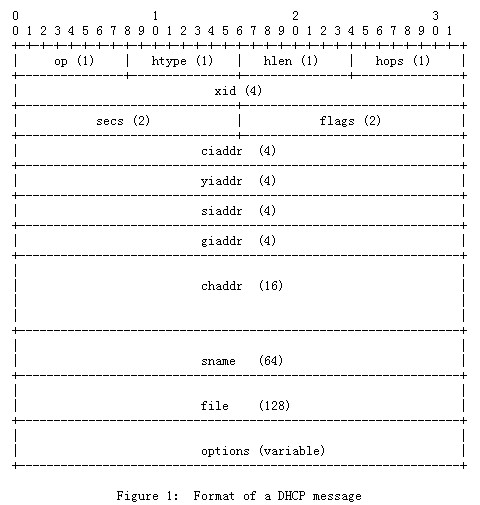 0                   1                   2                   3
0 1 2 3 4 5 6 7 8 9 0 1 2 3 4 5 6 7 8 9 0 1 2 3 4 5 6 7 8 9 0 1
op (1) htype (1) hlen (1) hops (1)
xid (4)
secs (2) flags (2)
ciaddr (4)
yiaddr (4)
siaddr (4)
giaddr (4)
chaddr (16)
sname (64)
file (128)
options (variable)
Figure 1: Format of a DHCP message